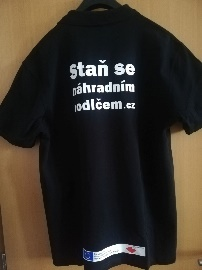 Staň se
náhradním
rodičem.cz